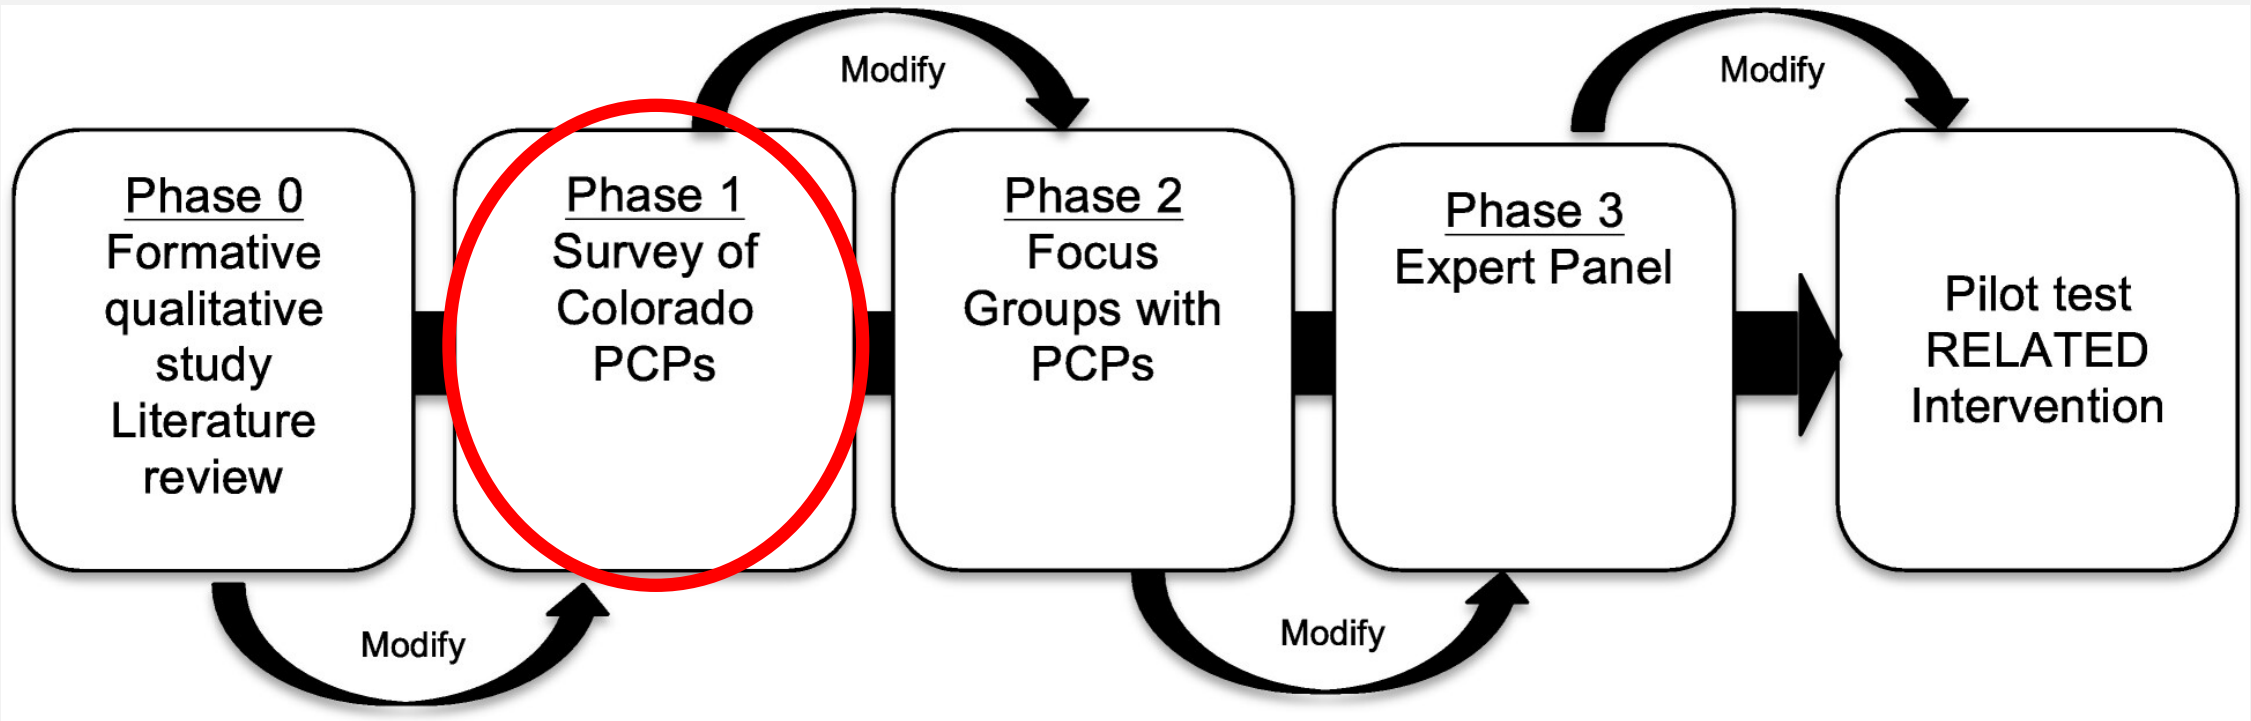 Modify
Modify
Phase 0
Formative
qualitative
study
Literature
review
Phase 1
Survey of
Colorado
PCPs
Phase 2
Focus
Groups with
PCPs
Phase 3
Expert Panel
Pilot test
RELATED
Intervention
Modify
Modify